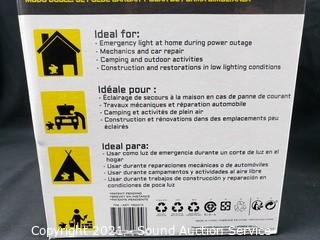 Ideal for:
• Emergency light at home during power outage
• Mechanics and car repair
• Camping and outdoor activities
• Construction and restorations in low lighting conditions
Idéale pour :
• Éclairage de secours à la maison en cas de panne de courant
• Travaux mécaniques et réparation automobile
• Camping et activités de plein air
• Construction et rénovations dans des emplacements peu
éclairés
Ideal para:
• Usar como luz de emergencia durante un corte de luz en el
hogar
• Usar durante reparaciones mecánicas o de automóviles
• Usar durante campamentos y actividades al aire libre
• Usar durante trabajos de construcción y reparación en
condiciones de poca luz
Copyright 2021